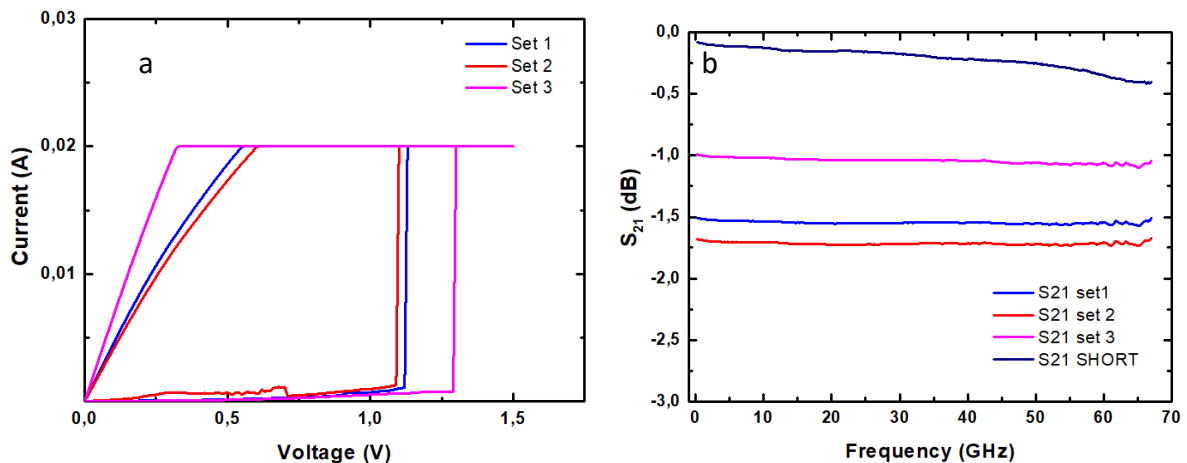 a
Set 1
Set 2
Set 3
0,03
0,02
0,01
0,00
Current (A)
0,0
0,5
1,0
1,5
Voltage (V)
b
0,0
-0,5
-1,0
-1,5
-2,0
-2,5
-3,0
S21 (dB)
S21 set1
S21 set 2
S21 set 3
S21 SHORT
0
10
20
30
40
50
60
70
Frequency (GHz)